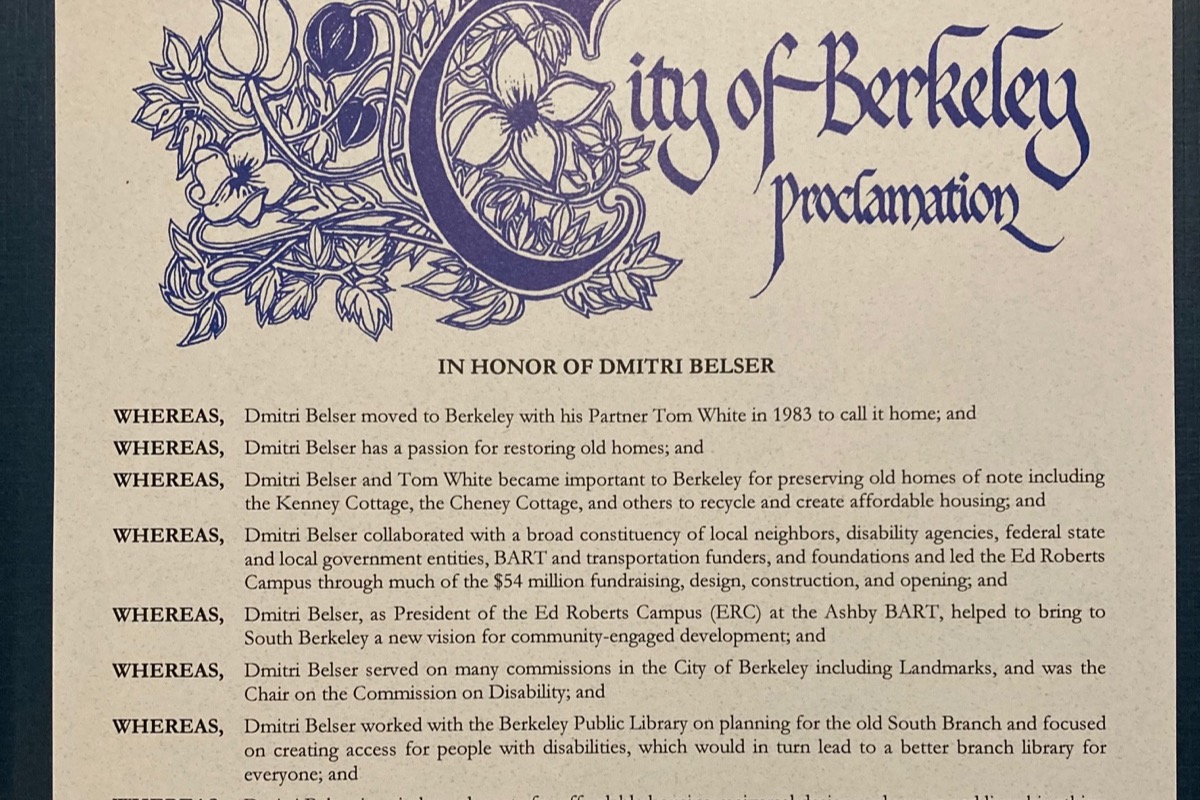 City of Berkeley
Proclamation
IN HONOR OF DMITRI BELSER
WHEREAS, Dmitri Belser moved to Berkeley with his Partner Tom White in 1983 to call it home; and
WHEREAS, Dmitri Belser has a passion for restoring old homes; and
WHEREAS, Dmitri Belser and Tom White became important to Berkeley for preserving old homes of note including
the Kenney Cottage, the Cheney Cottage, and others to recycle and create affordable housing; and
WHEREAS, Dmitri Belser collaborated with a broad constituency of local neighbors, disability agencies, federal state
and local government entities, BART and transportation funders, and foundations and led the Ed Roberts
Campus through much of the $54 million fundraising, design, construction, and opening; and
WHEREAS, Dmitri Belser, as President of the Ed Roberts Campus (ERC) at the Ashby BART, helped to bring to
South Berkeley a new vision for community-engaged development; and
WHEREAS, Dmitri Belser served on many commissions in the City of Berkeley including Landmarks, and was the
Chair on the Commission on Disability; and
WHEREAS, Dmitri Belser worked with the Berkeley Public Library on planning for the old South Branch and focused
on creating access for people with disabilities, which would in turn lead to a better branch library for
everyone; and